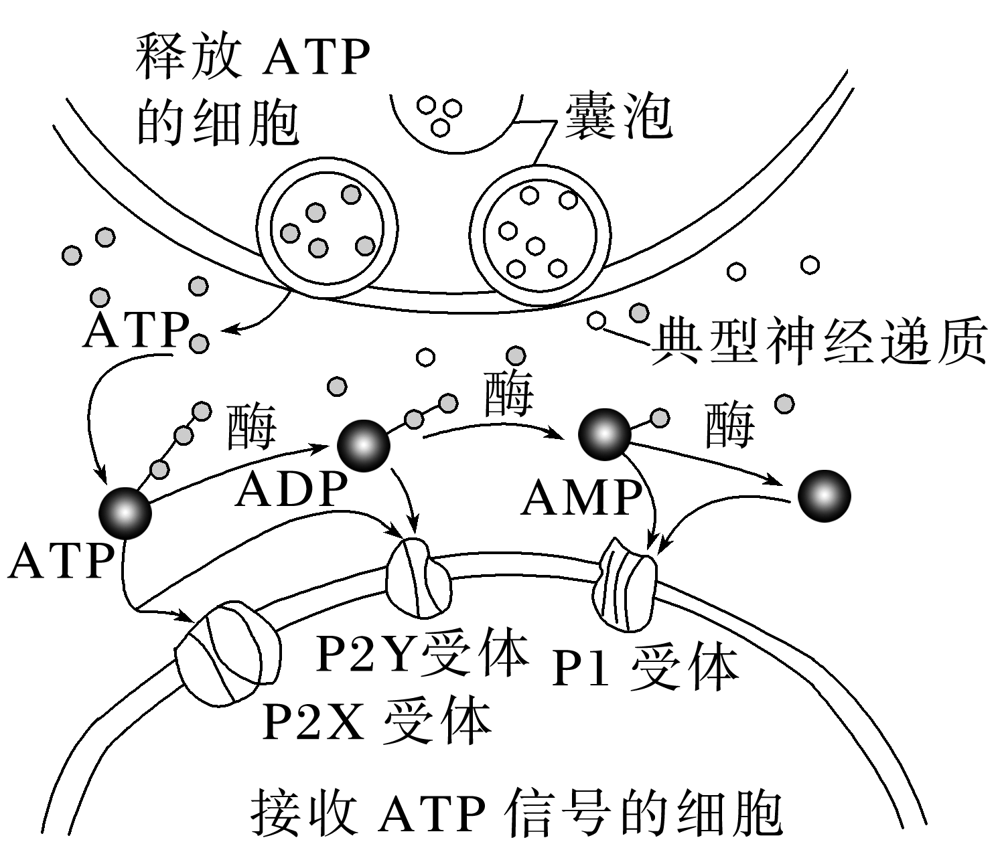 释放 ATP
的细胞
囊泡
ATP
典型神经递质
酶
酶
酶
ADP
AMP
ATP
P2Y受体
P1 受体
P2X 受体
接收 ATP 信号的细胞